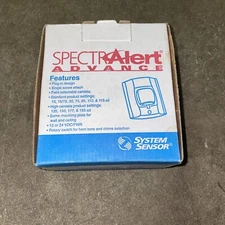 SPECTRAlert
ADVANCE
Features
• Plug-in design
• Single screw attach
• Field selectable candela
• Standard product settings:
15, 15/75, 30, 75, 95, 110, & 115 cd
• High candela product settings:
135, 150, 177, & 185 cd
• Same mounting plate for
wall and ceiling
• 12 or 24 VDC/FWR
• Rotary switch for horn tone and chime selection
SYSTEM
SENSOR